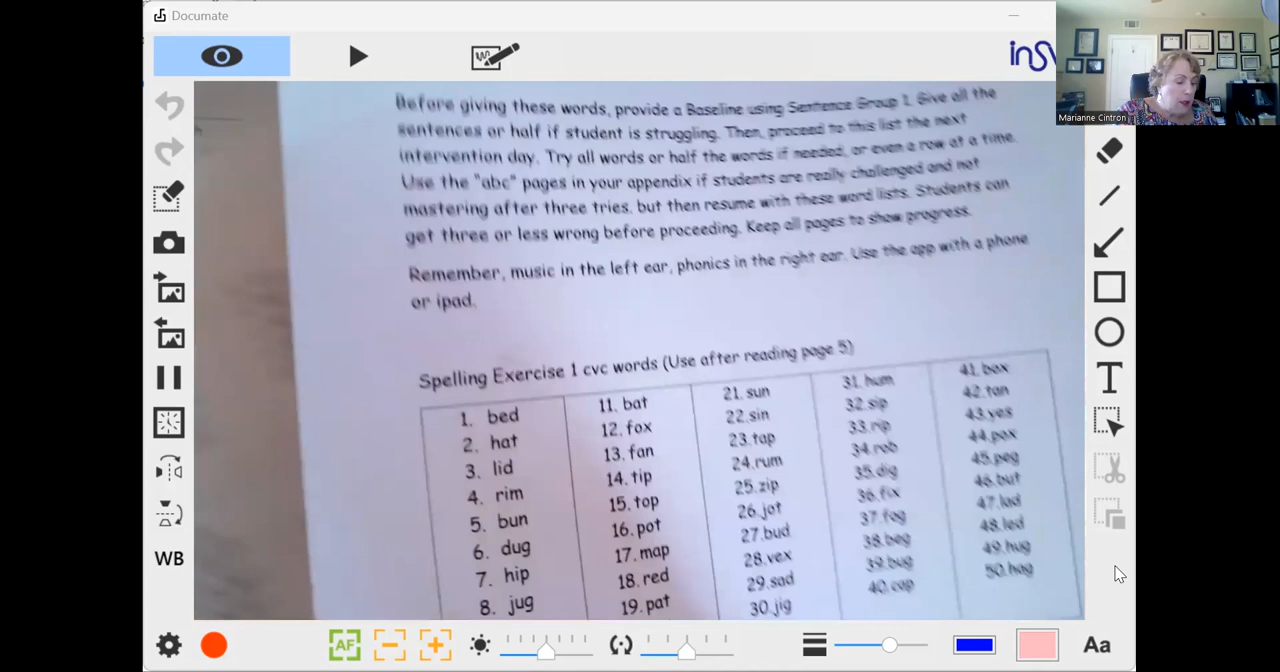 Documate
inSW
Marianne Cintron
Before giving these words, provide a Baseline using Sentence Group 1. Give all the
sentences or half if student is struggling. Then, proceed to this list the next
intervention day. Try all words or half the words if needed, or even a row at a time.
Use the "abc" pages in your appendix if students are really challenged and not
mastering after three tries, but then resume with these word lists. Students can
get three or less wrong before proceeding. Keep all pages to show progress.
Remember, music in the left ear, phonics in the right ear. Use the app with a phone
or ipad.
Spelling Exercise 1 cvc words (Use after reading page 5)
1. bed
2. hat
3. lid
4. rim
5. bun
6. dug
7. hip
8. jug
11. bat
12. fox
13. fan
14. tip
15. top
16. pot
17. map
18. red
19. pat
21. sun
22. sin
23. tap
24. rum
25. zip
26. jot
27. bud
28. vex
29. sad
30. jig
31. hum
32. sip
33. rip
34. rob
35. dig
36. fix
37. fog
38. beg
39. bug
40. cap
41. box
42. tan
43. yes
44. pox
45. peg
46. but
47. lad
48. led
49. hug
50. hag
WB
AF
T
Aa